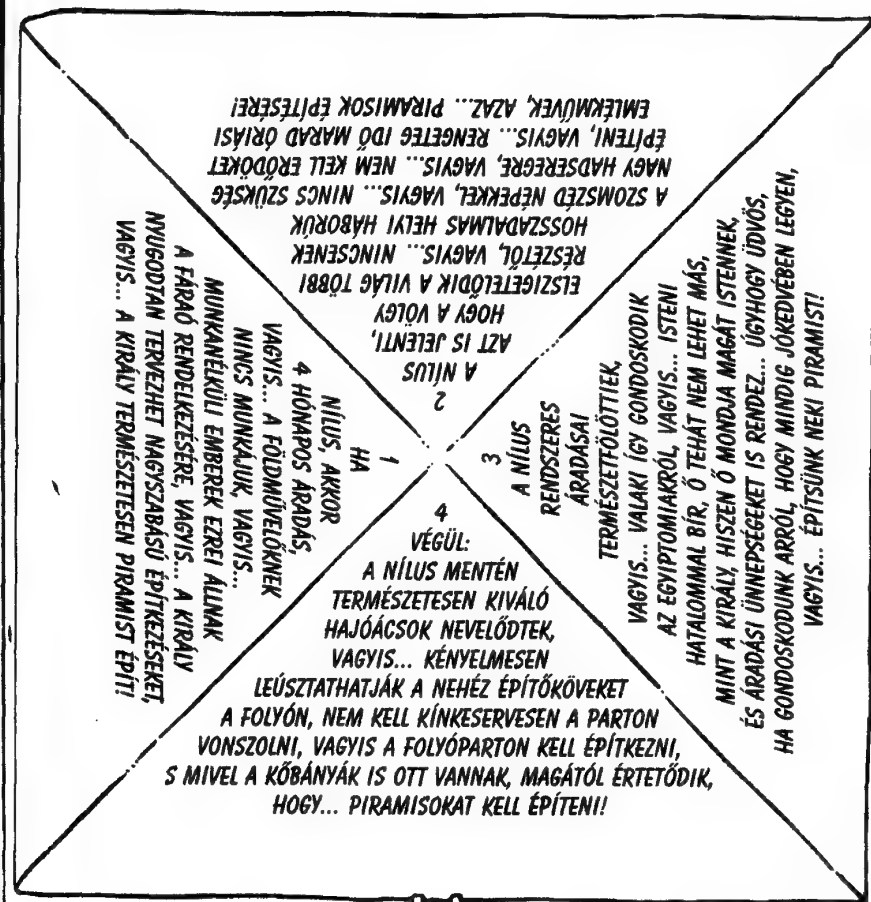 1
HA
NÍLUS, AKKOR
4 HÓNAPOS ÁRADÁS,
VAGYIS... A FÖLDMŰVELŐKNEK
NINCS MUNKÁJUK, VAGYIS...
MUNKANÉLKÜLI EMBEREK EZREI ÁLLNAK
A FÁRAÓ RENDELKEZÉSÉRE, VAGYIS... A KIRÁLY
NYUGODTAN TERVEZHET NAGYSZABÁSÚ ÉPÍTKEZÉSEKET,
VAGYIS... A KIRÁLY TERMÉSZETESEN PIRAMIST ÉPÍT!
2
A NÍLUS
AZT IS JELENTI,
HOGY A VÖLGY
ELSZIGETELŐDIK A VILÁG TÖBBI
RÉSZÉTŐL, VAGYIS... NINCSENEK
HOSSZADALMAS HELYI HÁBORÚK
A SZOMSZÉD NÉPEKKEL, VAGYIS... NINCS SZÜKSÉG
NAGY HADSEREGRE, VAGYIS... NEM KELL ERŐDÖKET
ÉPÍTENI, VAGYIS... RENGETEG IDŐ MARAD ÓRIÁSI
EMLÉKMŰVEK, AZAZ... PIRAMISOK ÉPÍTÉSÉRE!
3
A NÍLUS
RENDSZERES
ÁRADÁSAI
TERMÉSZETFÖLÖTTIEK,
VAGYIS... VALAKI ÍGY GONDOSKODIK
AZ EGYIPTOMIAKRÓL, VAGYIS... ISTENI
HATALOMMAL BÍR, Ő TEHÁT NEM LEHET MÁS,
MINT A KIRÁLY, HISZEN Ő MONDJA MAGÁT ISTENNEK,
ÉS ÁRADÁSI ÜNNEPSÉGEKET IS RENDEZ... ÚGYHOGY ÜDVÖS,
HA GONDOSKODUNK ARRÓL, HOGY MINDIG JÓKEDVÉBEN LEGYEN,
VAGYIS... ÉPÍTSÜNK NEKI PIRAMIST!
4
VÉGÜL:
A NÍLUS MENTÉN
TERMÉSZETESEN KIVÁLÓ
HAJÓÁCSOK NEVELŐDTEK,
VAGYIS... KÉNYELMESEN
LEÚSZTATHATJÁK A NEHÉZ ÉPÍTŐKÖVEKET
A FOLYÓN, NEM KELL KÍNKESERVESEN A PARTON
VONSZOLNI, VAGYIS A FOLYÓPARTON KELL ÉPÍTKEZNI,
S MIVEL A KŐBÁNYÁK IS OTT VANNAK, MAGÁTÓL ÉRTETŐDIK,
HOGY... PIRAMISOKAT KELL ÉPÍTENI!